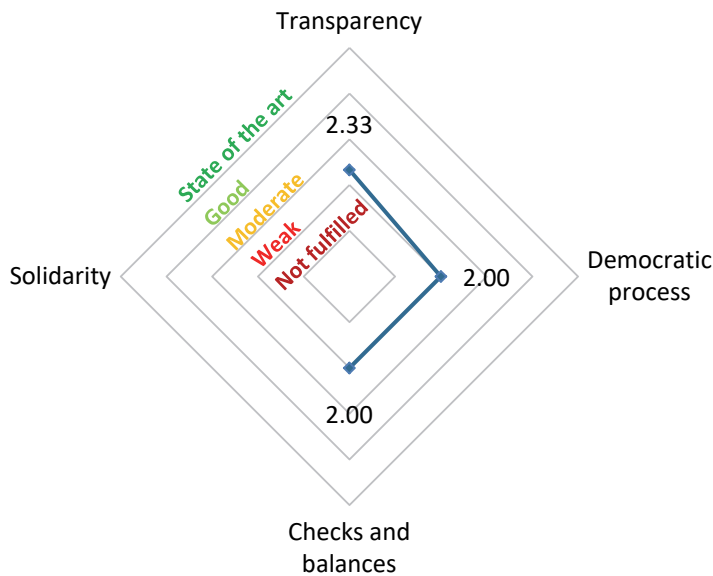 Transparency
State of the art
2.33
Good
Moderate
Weak
Not fulfilled
Solidarity
2.00
Democratic
process
2.00
Checks and
balances